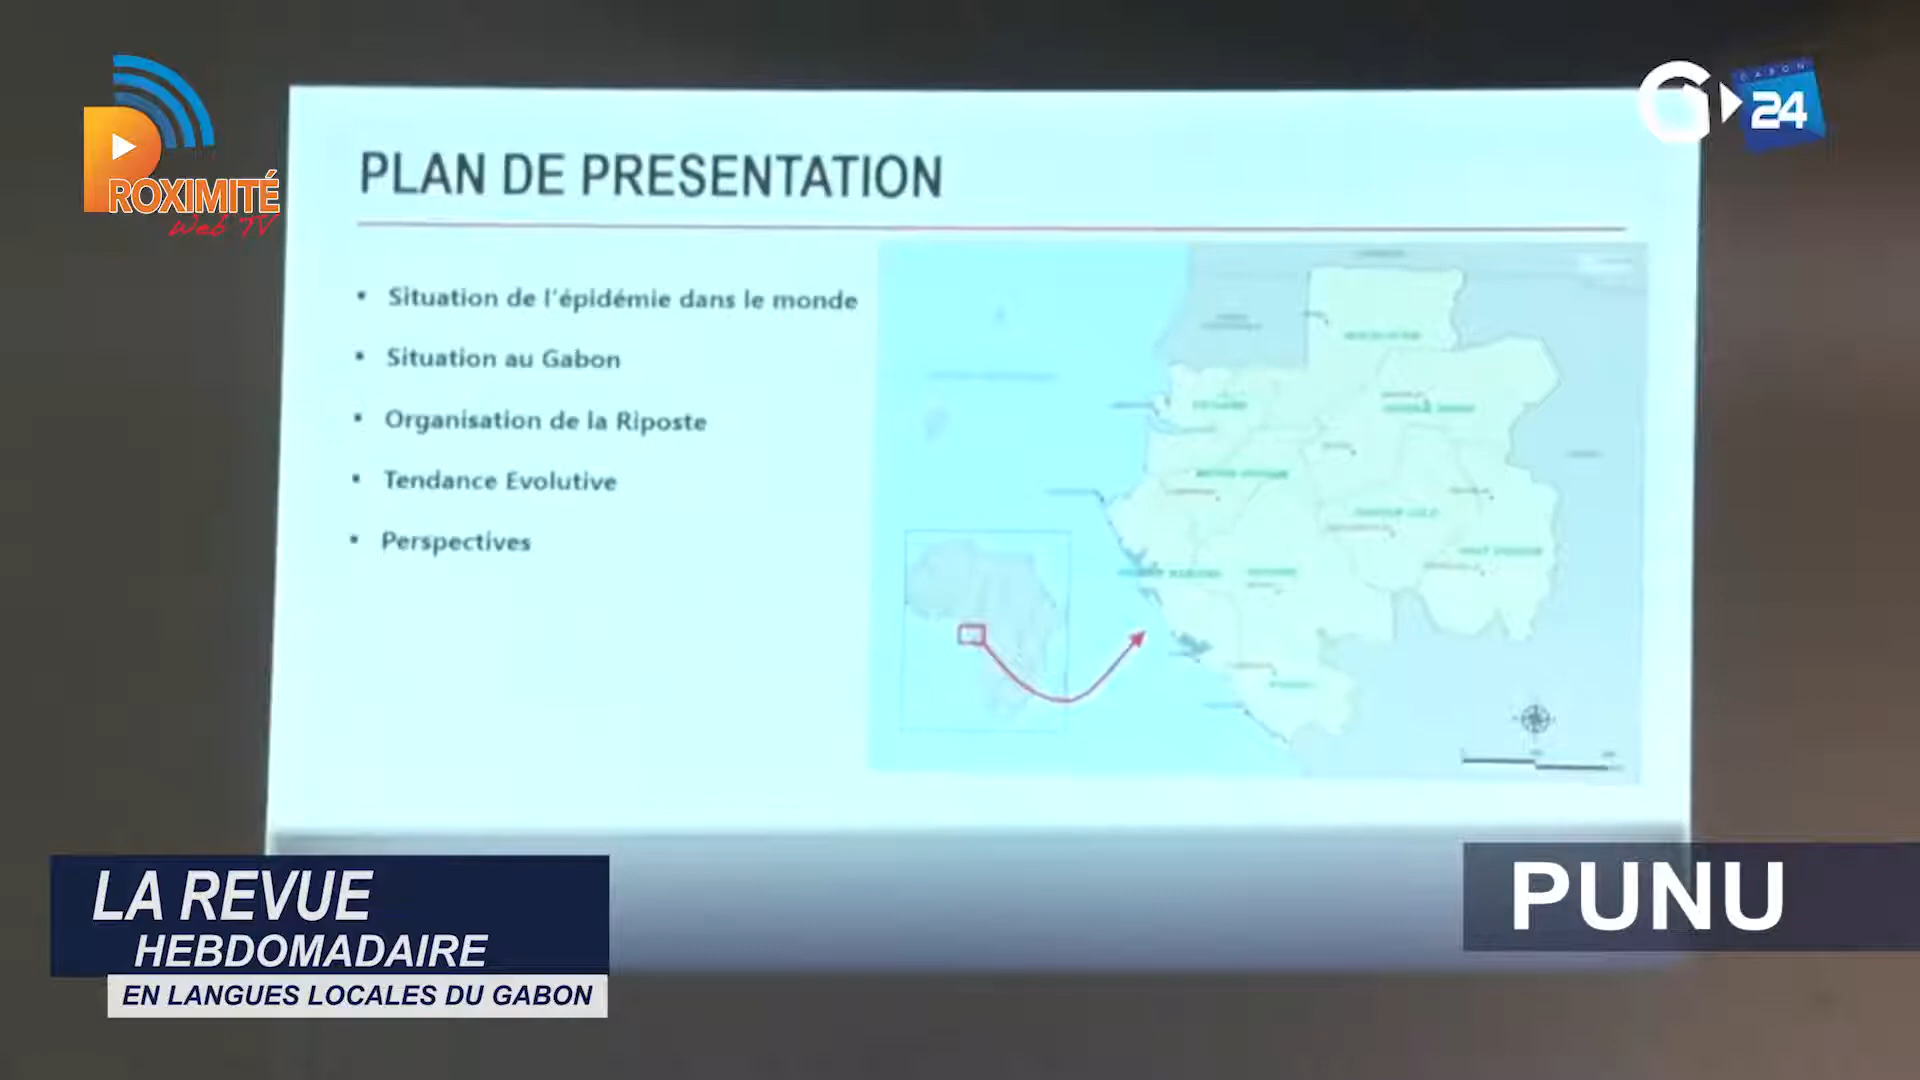 PROXIMITÉ
Web TV
GABON
24
PLAN DE PRESENTATION
• Situation de l'épidémie dans le monde
• Situation au Gabon
• Organisation de la Riposte
• Tendance Evolutive
• Perspectives
LA REVUE
HEBDOMADAIRE
EN LANGUES LOCALES DU GABON
PUNU